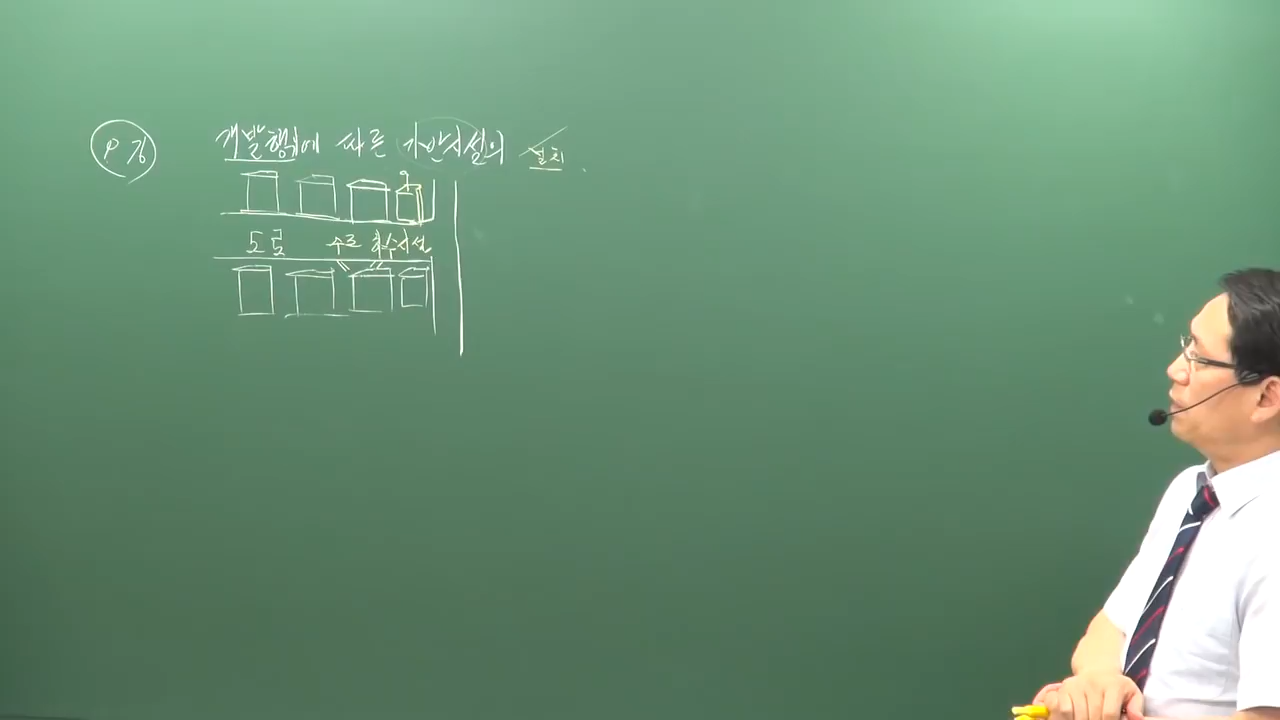 개발행위에 따른 기반시설의 설치
도로 수도 하수시설